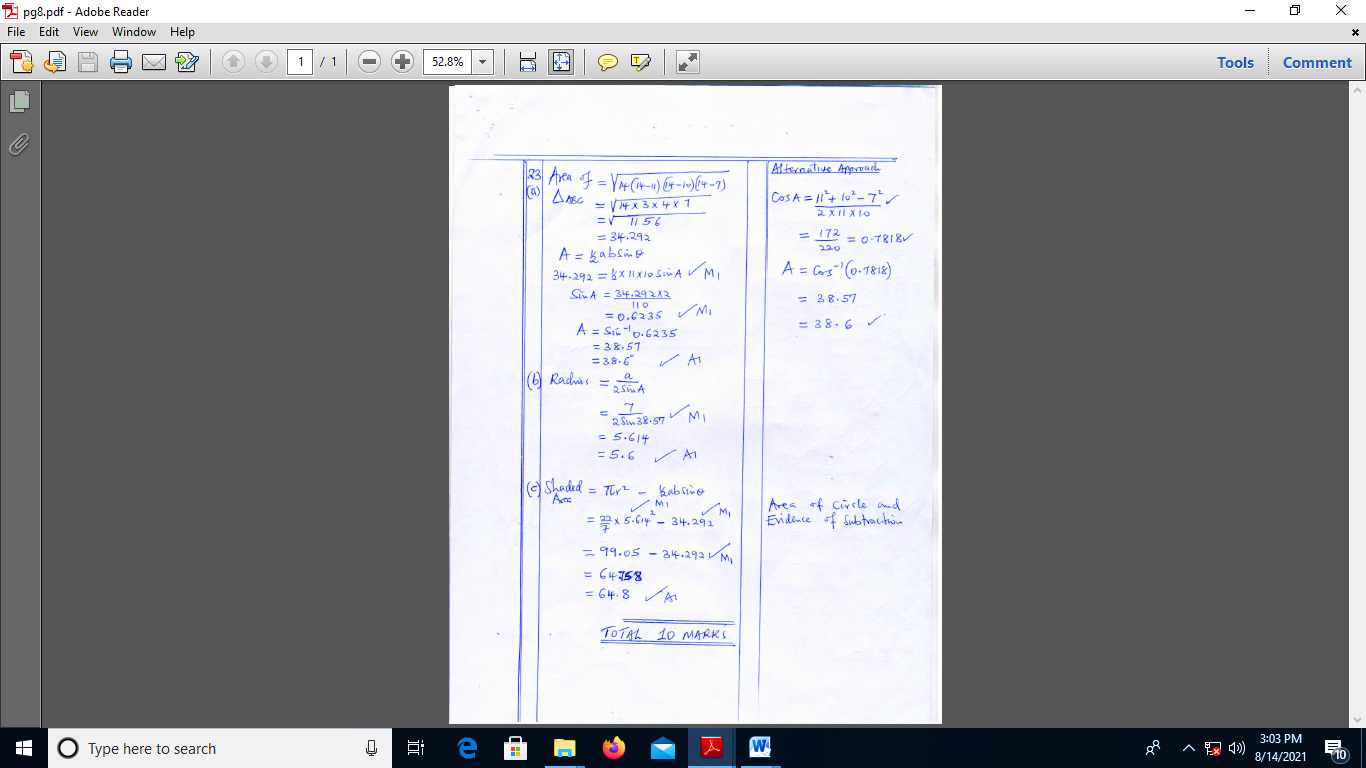 pg8.pdf - Adobe Reader
File Edit View Window Help
1 / 1 52.8% Tools Comment
23
(a)
Area of = √14(14-11)(14-10)(14-7)
△ABC = √14×3×4×7
= √1156
= 34.292
A = ½absinθ
34.292 = ½×11×10 sinA ✓ M1
SinA = 34.292×2
110
= 0.6235 ✓ M1
A = Sin⁻¹0.6235
= 38.57
= 38.6° ✓ A1
(b) Radius = a
2sinA
= 7
2Sin38.57 ✓ M1
= 5.614
= 5.6 ✓ A1
(c) Shaded Area = πr² - ½absinθ
✓ M1 ✓ M1
= 22/7 × 5.614² - 34.292
= 99.05 - 34.292 ✓ M1
= 64.758
= 64.8 ✓ A1
TOTAL 10 MARKS
Alternative Approach
CosA = 11² + 10² - 7² ✓
2×11×10
= 172 = 0.7818 ✓
220
A = Cos⁻¹(0.7818)
= 38.57
= 38.6 ✓
Area of Circle and
Evidence of Subtraction
Type here to search
3:03 PM
8/14/2021
10